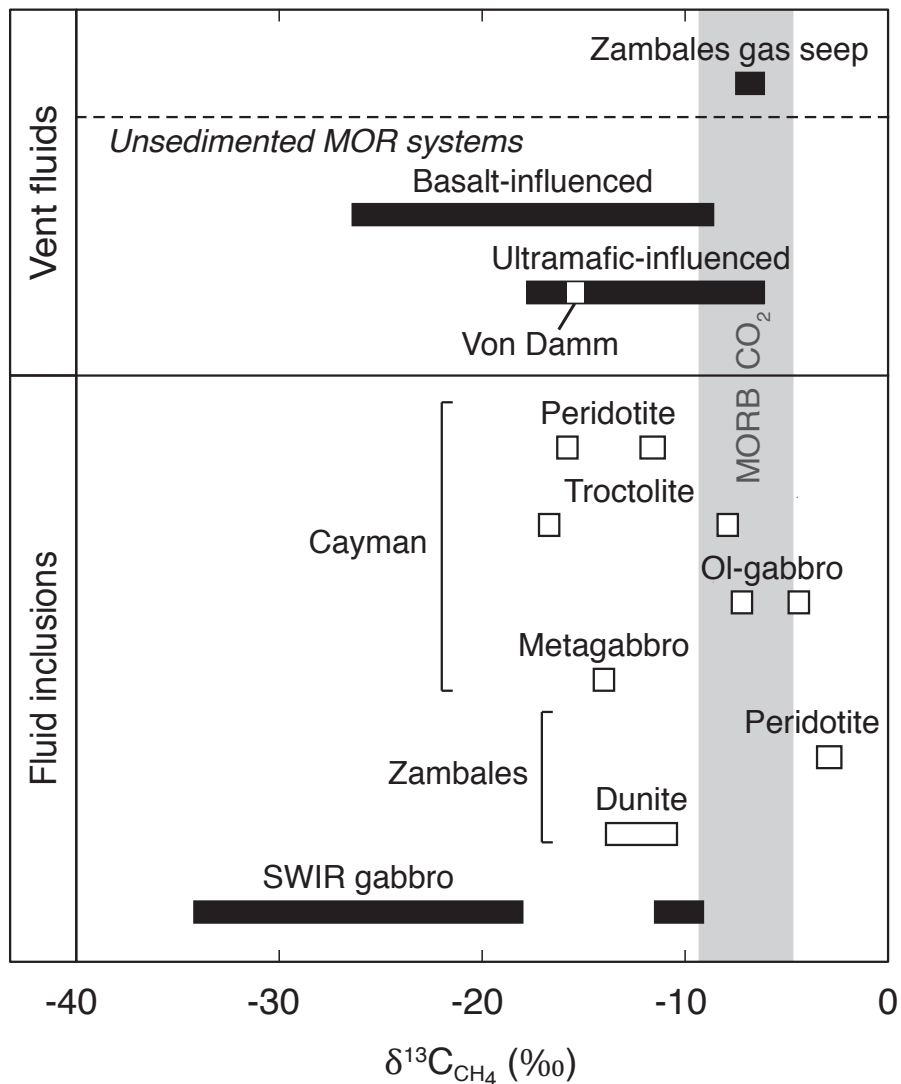 Vent fluids
Zambales gas seep
Unsedimented MOR systems
Basalt-influenced
Ultramafic-influenced
Von Damm
MORB CO₂
Fluid inclusions
Cayman
Peridotite
Troctolite
Ol-gabbro
Metagabbro
Zambales
Peridotite
Dunite
SWIR gabbro
-40 -30 -20 -10 0
δ¹³C_CH₄ (‰)